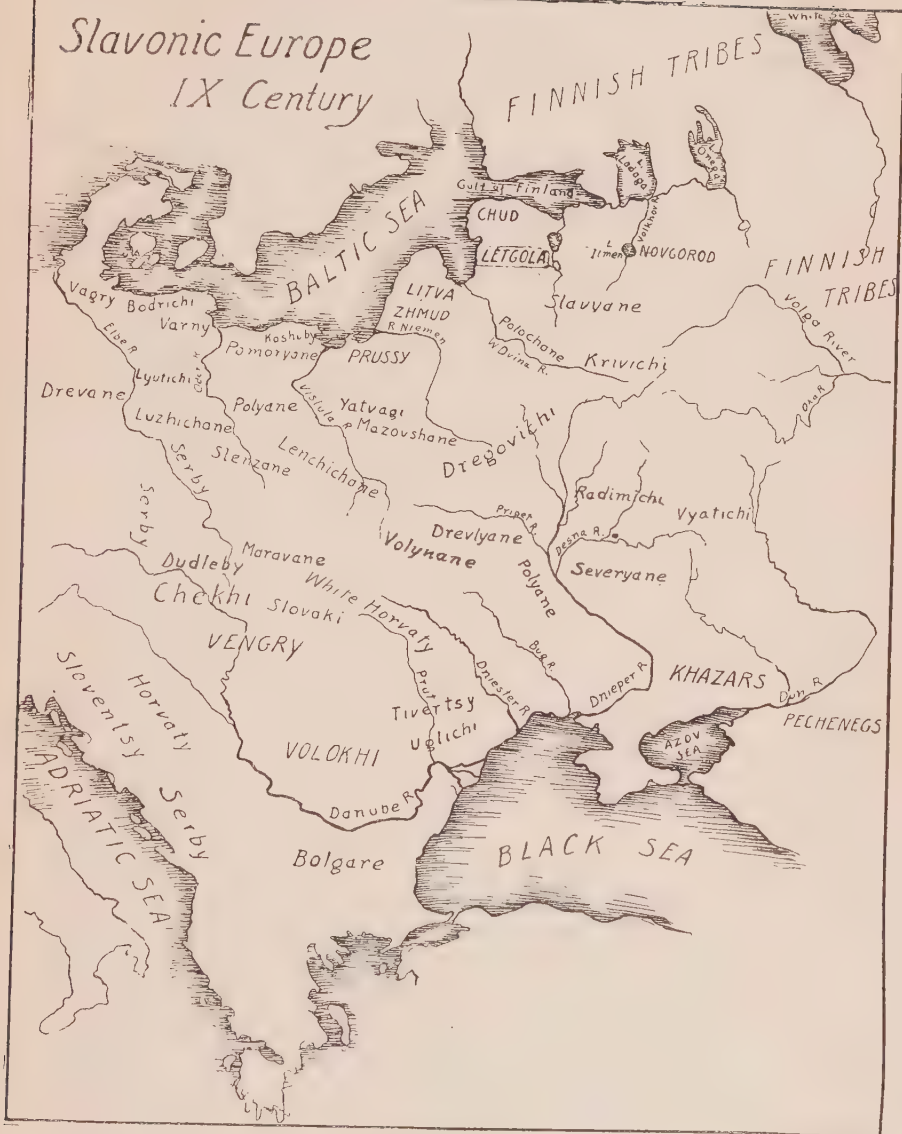 Slavonic Europe
IX Century
White Sea
FINNISH TRIBES
L. Onega
L. Ladoga
Gulf of Finland
CHUD
Volkhov R.
LETGOLA
L. Ilmen
NOVGOROD
BALTIC SEA
FINNISH
TRIBES
Slavyane
LITVA
ZHMUD
R Niemen
Vagry
Bodrichi
Varny
Volga River
Elbe R
Koshuby
Pomoryane
PRUSSY
Polochane
W Dvina R.
Krivichi
Lyutichi
Oder R
Oka R
Drevane
Polyane
Vistula R
Yatvagi
Mazovshane
Luzhichane
Dregovichi
Slenzane
Lenchichane
Serby
Serby
Radimichi
Vyatichi
Pripet R.
Drevlyane
Desna R.
Volynane
Severyane
Polyane
Maravane
Dudleby
White Horvaty
Chekhi
Slovaki
VENGRY
Bug R.
Dniester R
Dnieper R
KHAZARS
Don R
PECHENEGS
Sloventsy
Horvaty
Prut
Tivertsy
Uglichi
AZOV
SEA
VOLOKHI
ADRIATIC SEA
Serby
Danube R
Bolgare
BLACK SEA